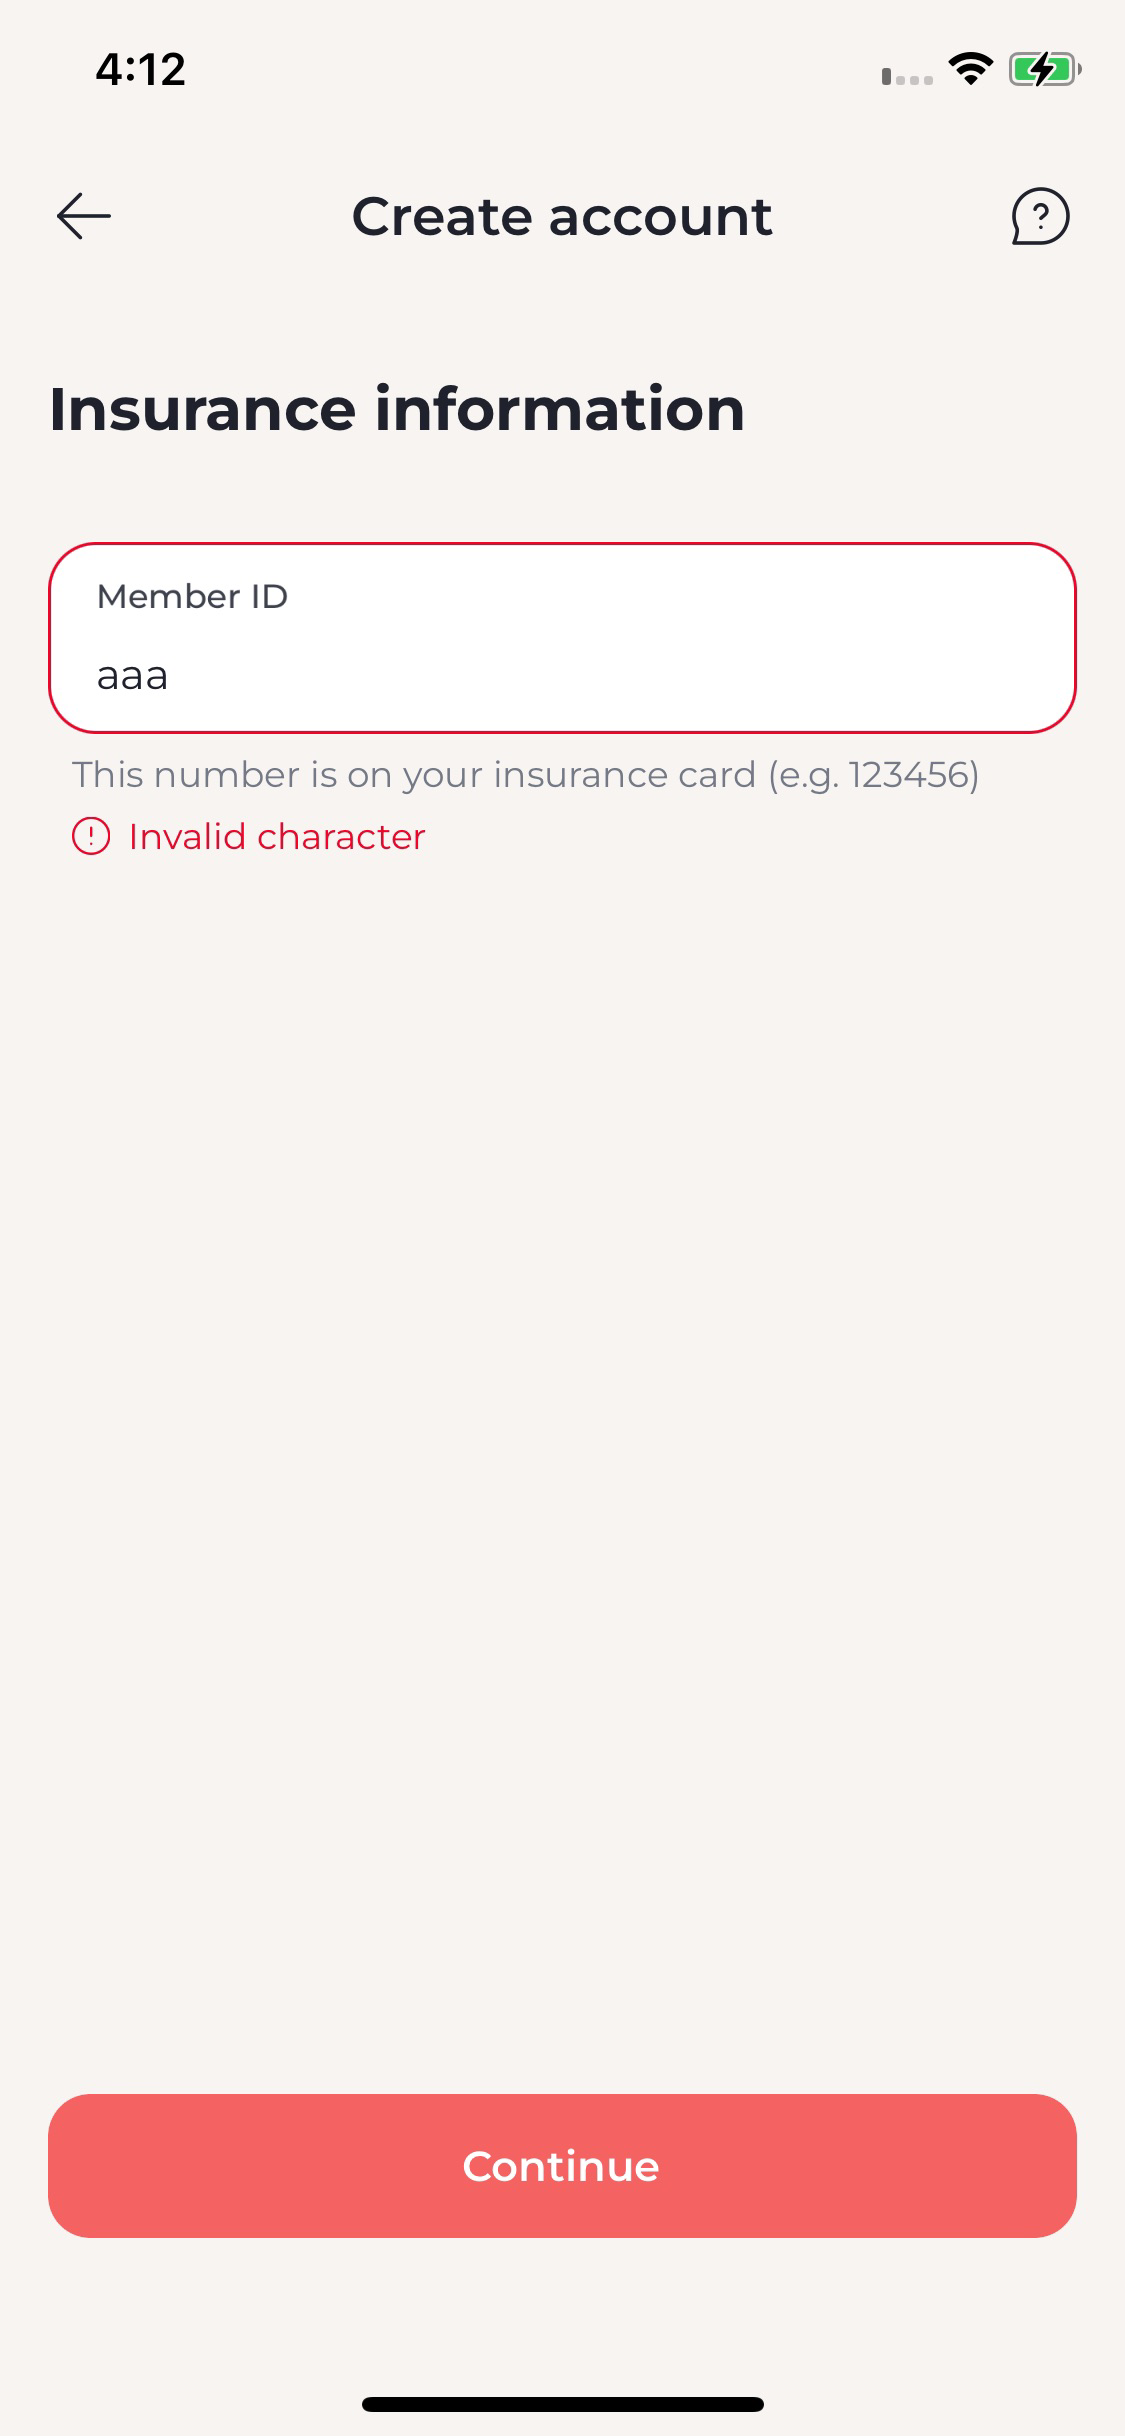 4:12
Create account
Insurance information
Member ID
aaa
This number is on your insurance card (e.g. 123456)
Invalid character
Continue